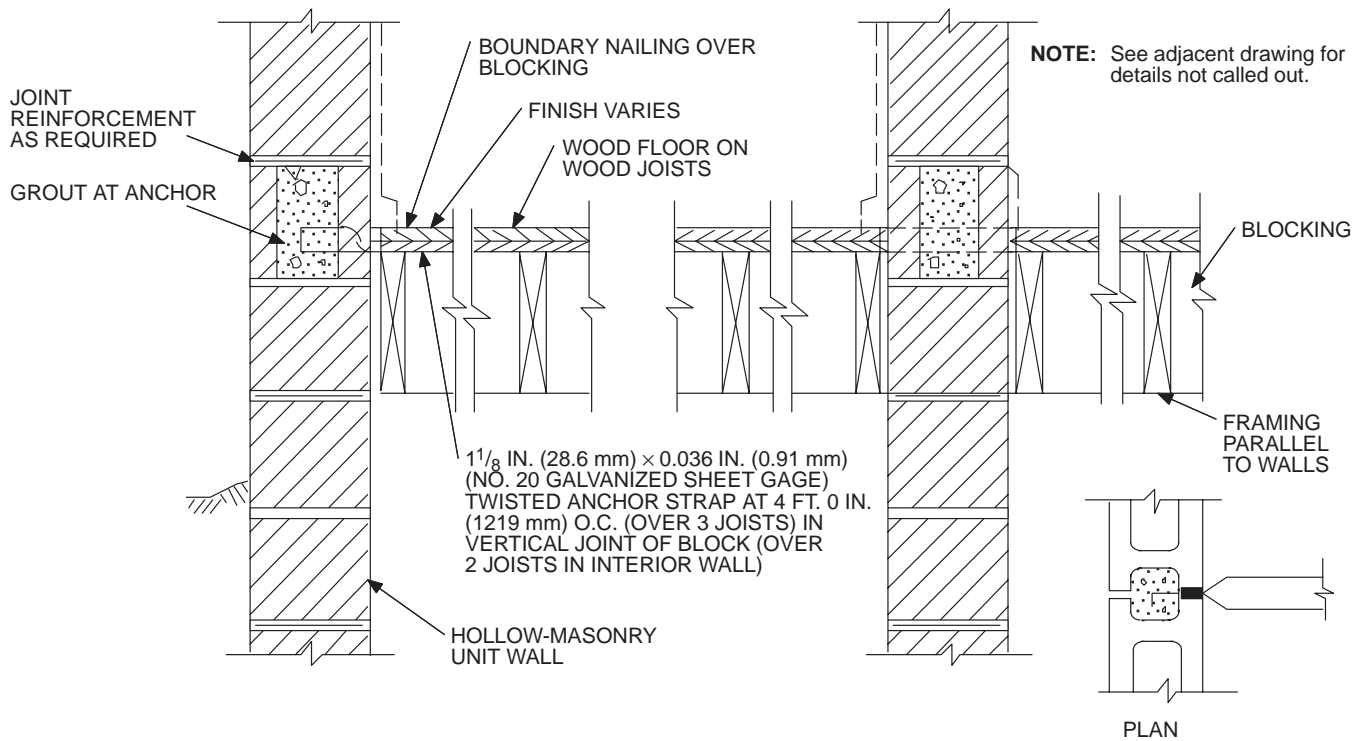 BOUNDARY NAILING OVER
BLOCKING
NOTE: See adjacent drawing for
details not called out.
JOINT
REINFORCEMENT
AS REQUIRED
FINISH VARIES
WOOD FLOOR ON
WOOD JOISTS
GROUT AT ANCHOR
BLOCKING
FRAMING
PARALLEL
TO WALLS
1 1/8 IN. (28.6 mm) × 0.036 IN. (0.91 mm)
(NO. 20 GALVANIZED SHEET GAGE)
TWISTED ANCHOR STRAP AT 4 FT. 0 IN.
(1219 mm) O.C. (OVER 3 JOISTS) IN
VERTICAL JOINT OF BLOCK (OVER
2 JOISTS IN INTERIOR WALL)
HOLLOW-MASONRY
UNIT WALL
PLAN